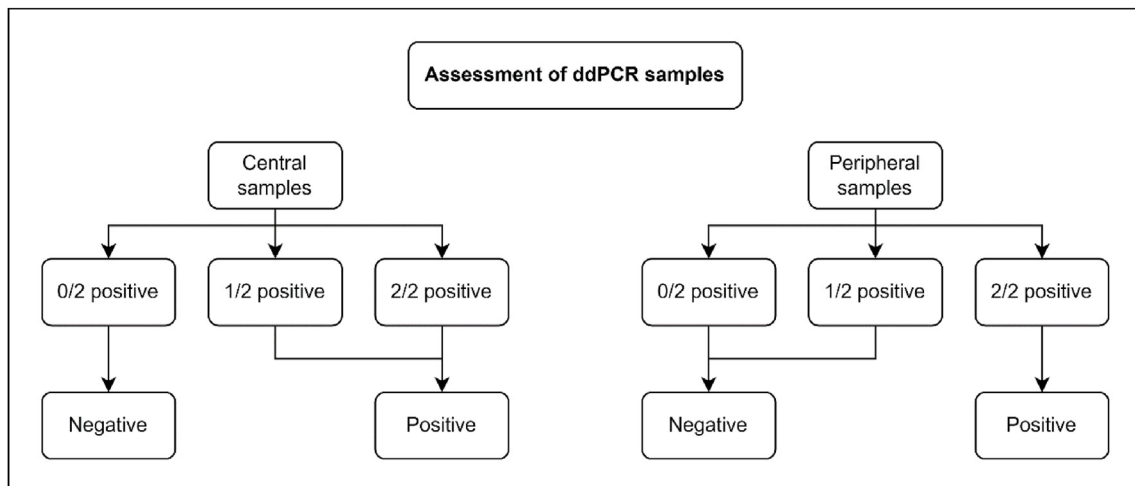 Assessment of ddPCR samples
Central
samples
Peripheral
samples
0/2 positive
1/2 positive
2/2 positive
0/2 positive
1/2 positive
2/2 positive
Negative
Positive
Negative
Positive